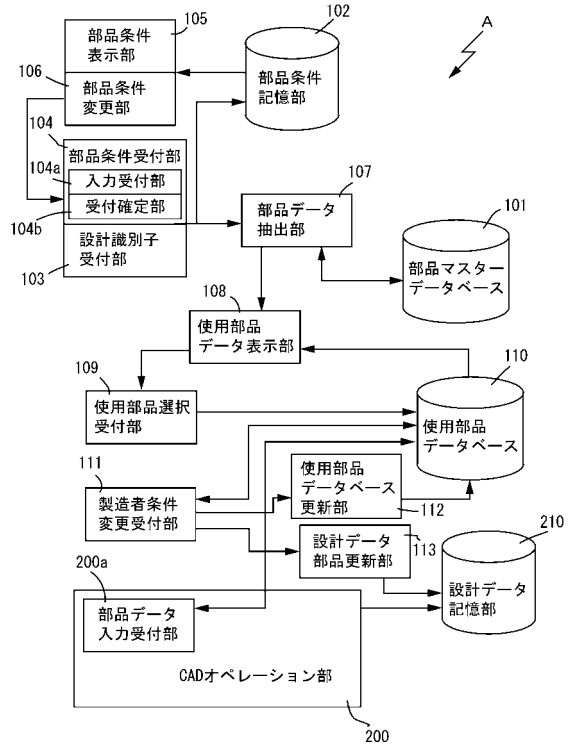 105
部品条件
表示部
106
部品条件
変更部
102
部品条件
記憶部
A
104
部品条件受付部
104a
入力受付部
受付確定部
104b
設計識別子
受付部
103
107
部品データ
抽出部
101
部品マスター
データベース
108
使用部品
データ表示部
109
使用部品選択
受付部
110
使用部品
データベース
111
製造者条件
変更受付部
使用部品
データベース
更新部
112
設計データ
部品更新部
113
210
設計データ
記憶部
200a
部品データ
入力受付部
CADオペレーション部
200